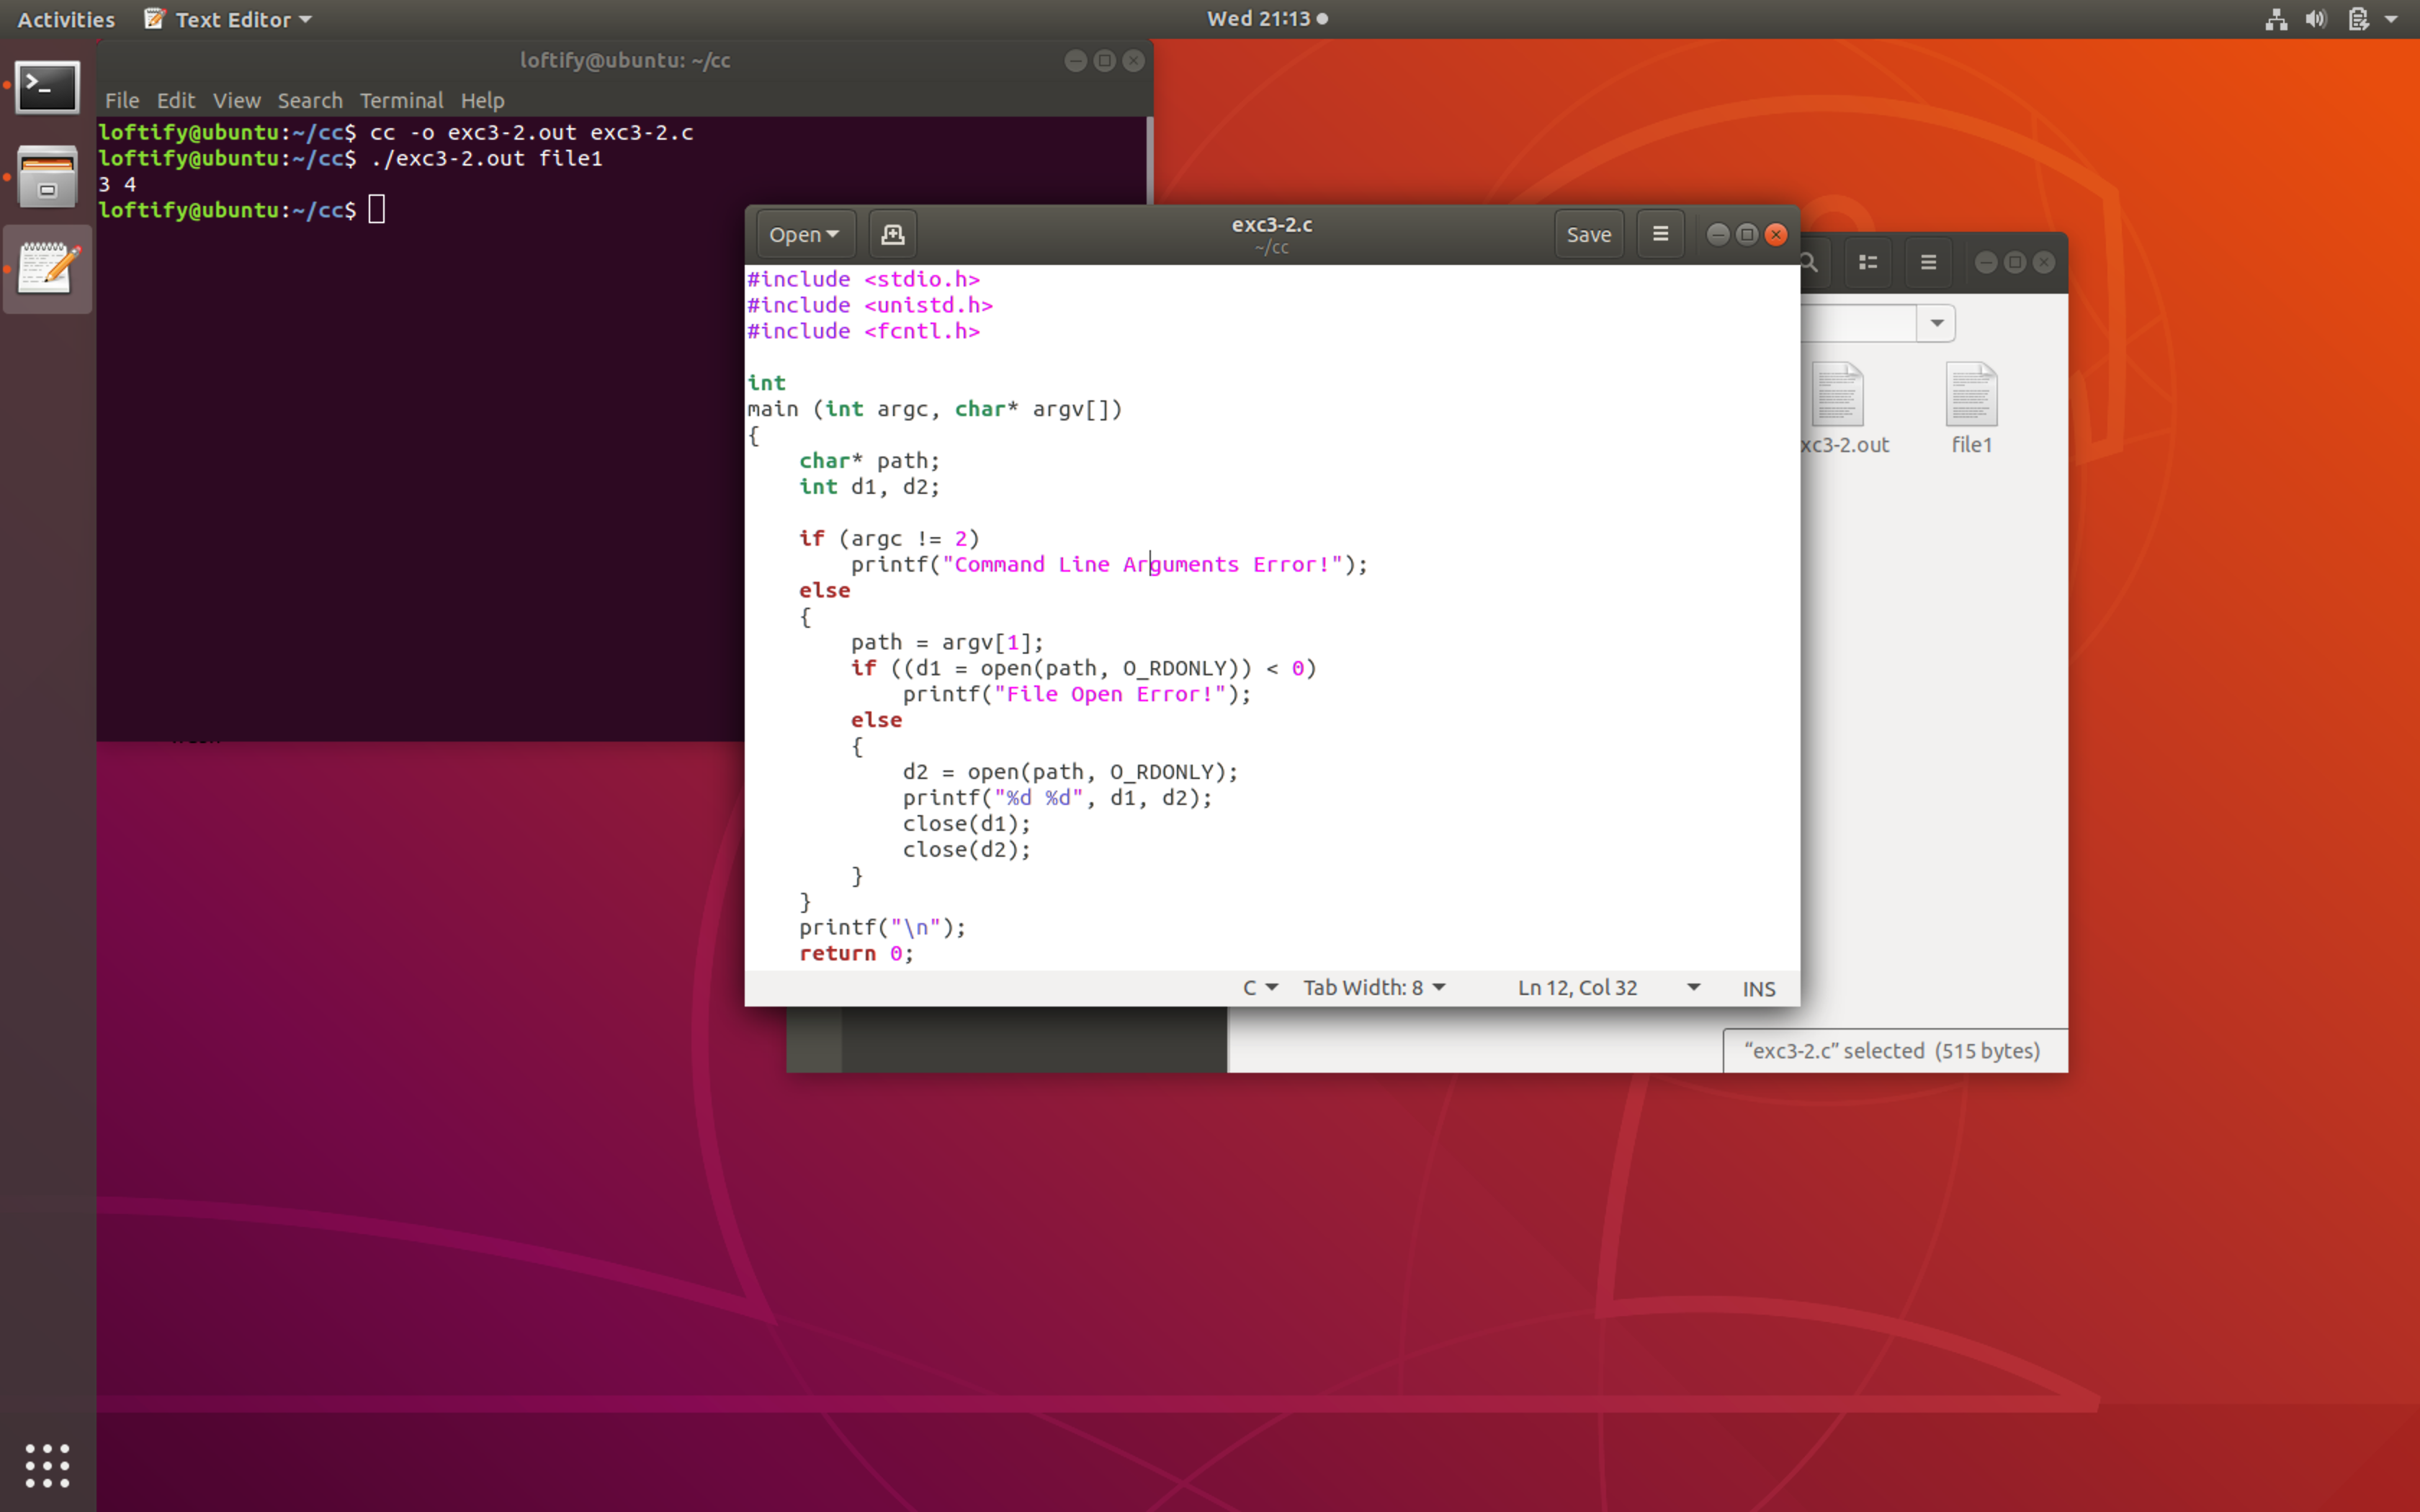 Activities Text Editor Wed 21:13
loftify@ubuntu: ~/cc
File Edit View Search Terminal Help
loftify@ubuntu:~/cc$ cc -o exc3-2.out exc3-2.c
loftify@ubuntu:~/cc$ ./exc3-2.out file1
3 4
loftify@ubuntu:~/cc$
Open exc3-2.c Save
~/cc
#include <stdio.h>
#include <unistd.h>
#include <fcntl.h>
int
main (int argc, char* argv[])
{
    char* path;
    int d1, d2;
    if (argc != 2)
        printf("Command Line Arguments Error!");
    else
    {
        path = argv[1];
        if ((d1 = open(path, O_RDONLY)) < 0)
            printf("File Open Error!");
        else
        {
            d2 = open(path, O_RDONLY);
            printf("%d %d", d1, d2);
            close(d1);
            close(d2);
        }
    }
    printf("\n");
    return 0;
C Tab Width: 8 Ln 12, Col 32 INS
xc3-2.out file1
“exc3-2.c” selected (515 bytes)